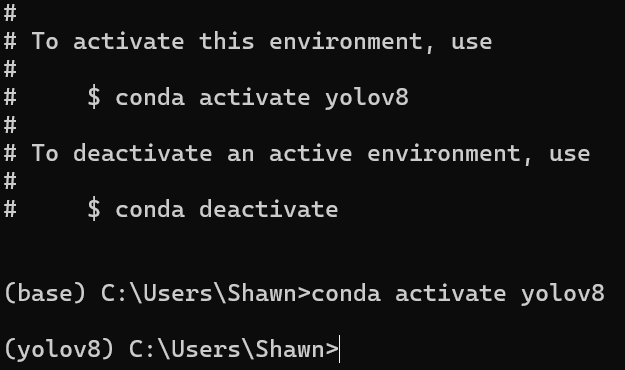 #
# To activate this environment, use
#
#     $ conda activate yolov8
#
# To deactivate an active environment, use
#
#     $ conda deactivate
(base) C:\Users\Shawn>conda activate yolov8
(yolov8) C:\Users\Shawn>